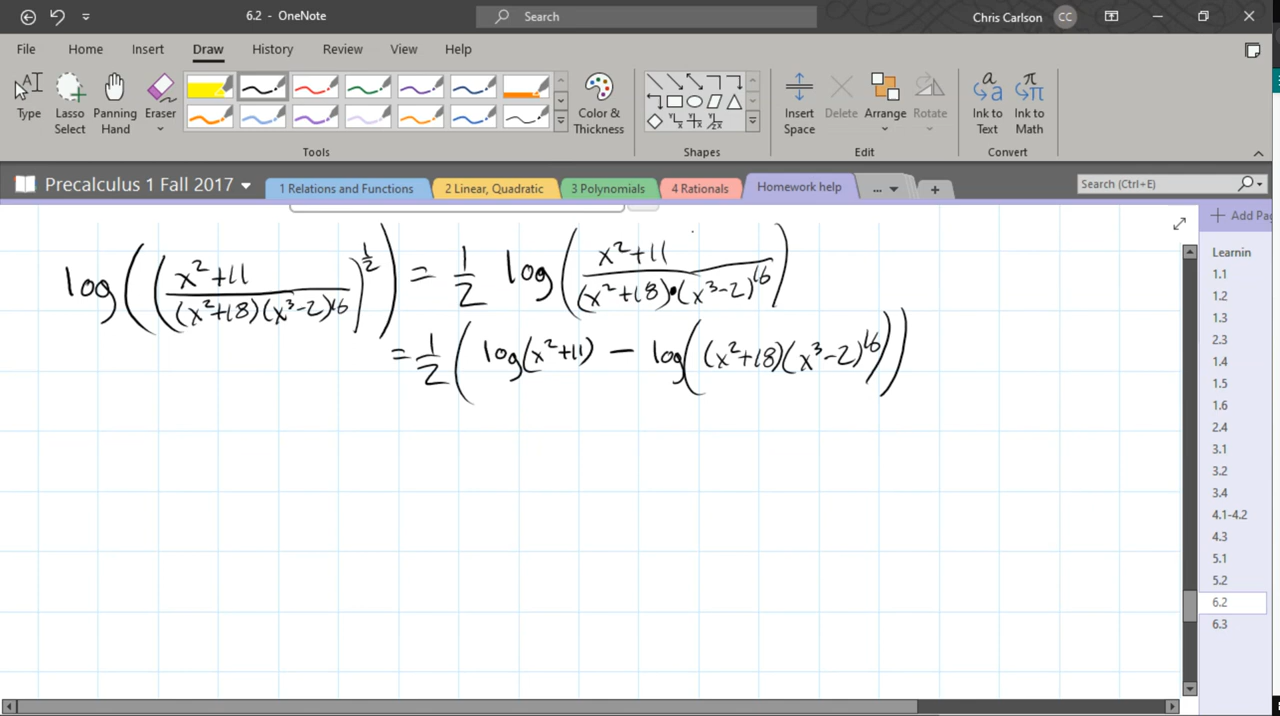 6.2 - OneNote
Search
Chris Carlson CC
File Home Insert Draw History Review View Help
Type
Lasso Select
Panning Hand
Eraser
Color & Thickness
Insert Space
Delete
Arrange
Rotate
Ink to Text
Ink to Math
Tools
Shapes
Edit
Convert
Precalculus 1 Fall 2017
1 Relations and Functions
2 Linear, Quadratic
3 Polynomials
4 Rationals
Homework help
...
+
Search (Ctrl+E)
+ Add Pag
Learnin
1.1
1.2
1.3
2.3
1.4
1.5
1.6
2.4
3.1
3.2
3.4
4.1-4.2
4.3
5.1
5.2
6.2
6.3
log(((x²+11)/((x²+18)(x³-2)^16))^(1/2)) = 1/2 log((x²+11)/((x²+18)·(x³-2)^16))
= 1/2 (log(x²+11) - log((x²+18)(x³-2)^16))